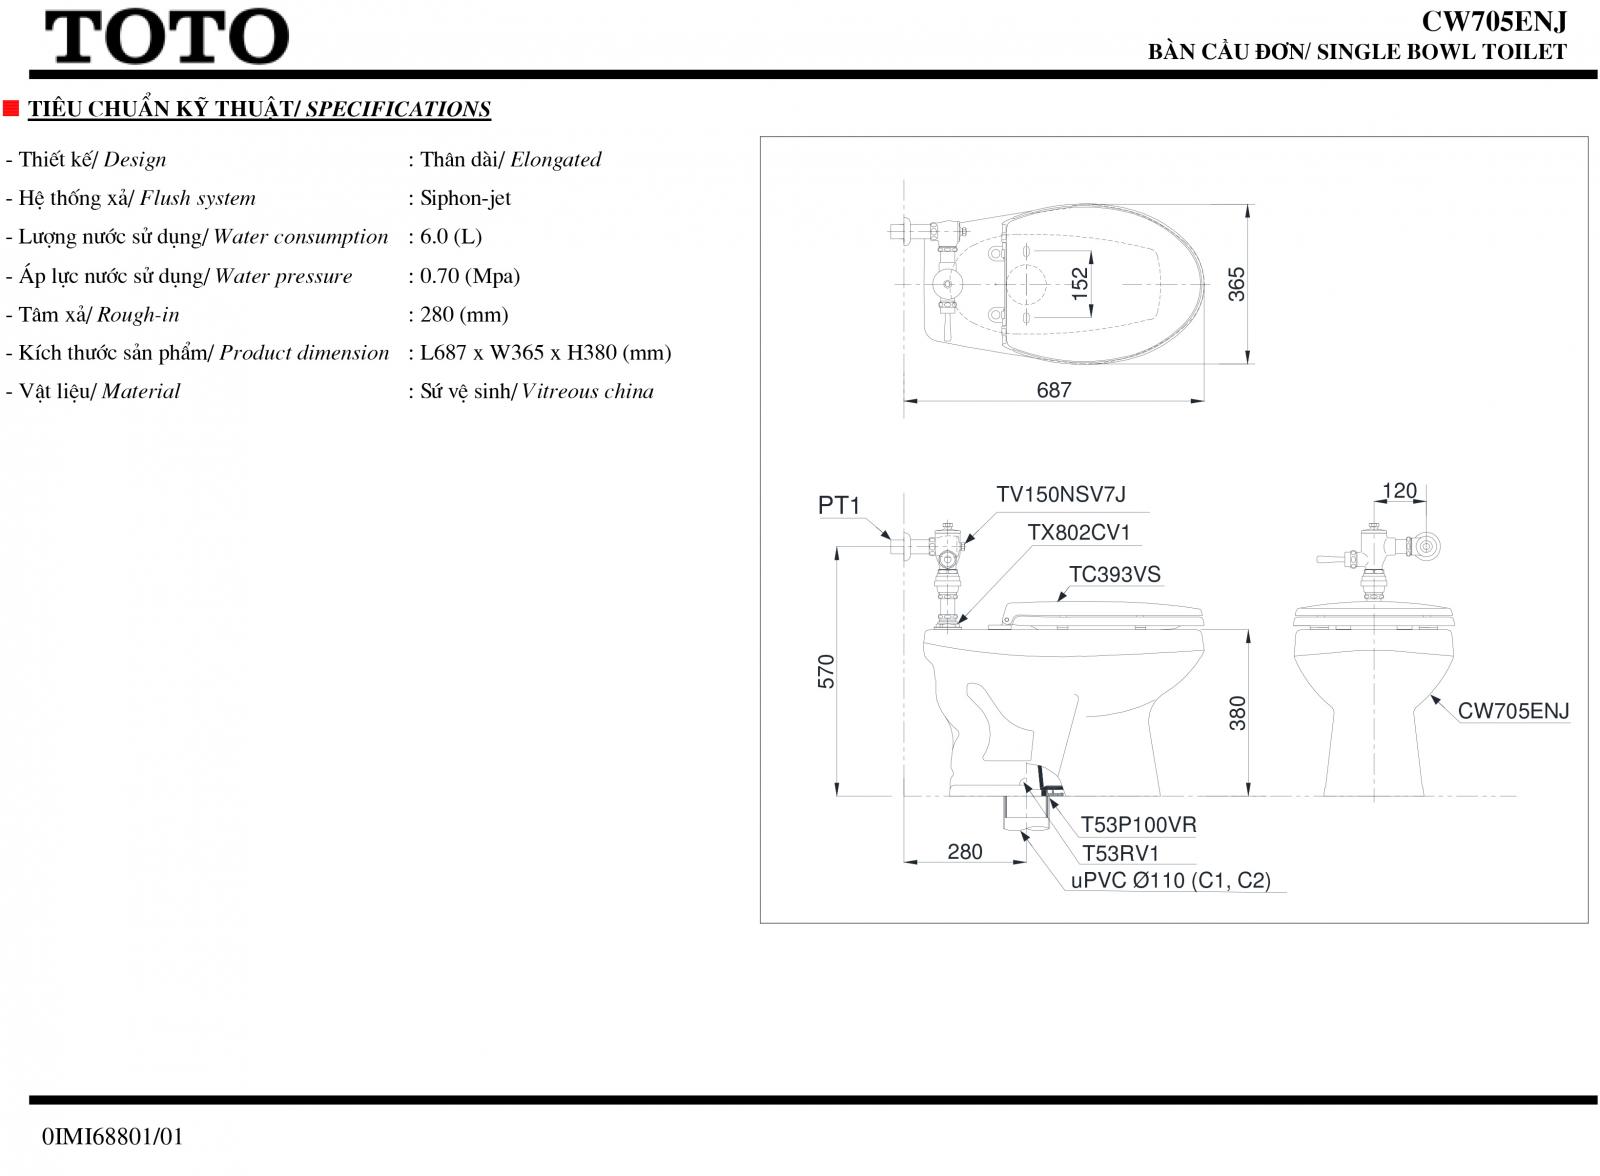 TOTO
CW705ENJ
BÀN CẦU ĐƠN/ SINGLE BOWL TOILET
TIÊU CHUẨN KỸ THUẬT/ SPECIFICATIONS
- Thiết kế/ Design : Thân dài/ Elongated
- Hệ thống xả/ Flush system : Siphon-jet
- Lượng nước sử dụng/ Water consumption : 6.0 (L)
- Áp lực nước sử dụng/ Water pressure : 0.70 (Mpa)
- Tâm xả/ Rough-in : 280 (mm)
- Kích thước sản phẩm/ Product dimension : L687 x W365 x H380 (mm)
- Vật liệu/ Material : Sứ vệ sinh/ Vitreous china
152
365
687
PT1
TV150NSV7J
120
TX802CV1
TC393VS
570
380
CW705ENJ
T53P100VR
280
T53RV1
uPVC Ø110 (C1, C2)
0IMI68801/01